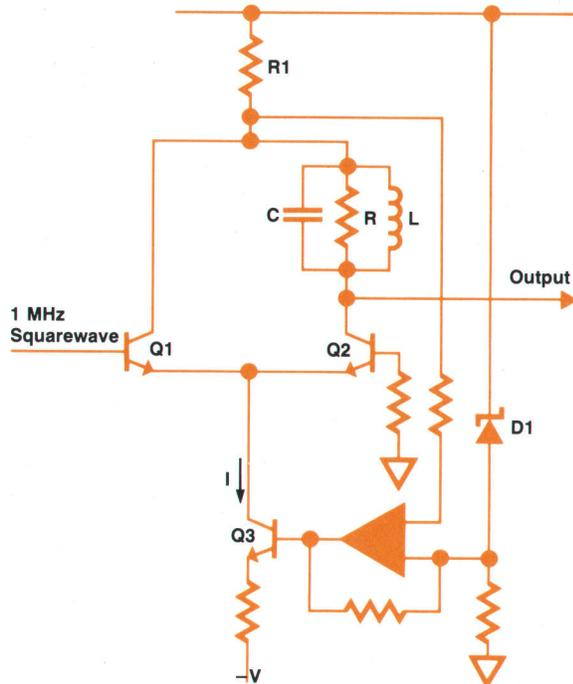 R1
C
R
L
Output
1 MHz
Squarewave
Q1
Q2
D1
I
Q3
–V